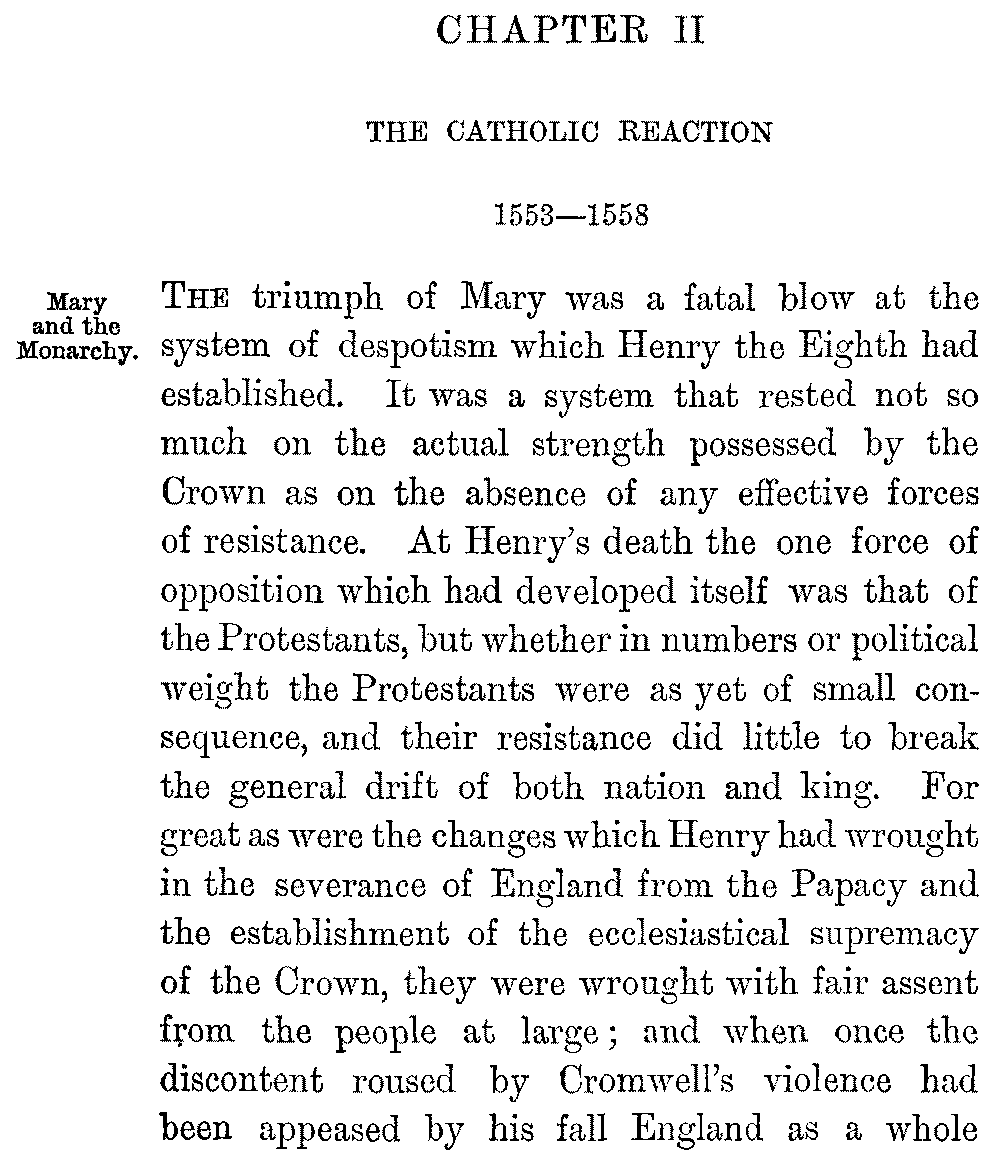 CHAPTER II
THE CATHOLIC REACTION
1553—1558
Mary
and the
Monarchy.
THE triumph of Mary was a fatal blow at the
system of despotism which Henry the Eighth had
established. It was a system that rested not so
much on the actual strength possessed by the
Crown as on the absence of any effective forces
of resistance. At Henry's death the one force of
opposition which had developed itself was that of
the Protestants, but whether in numbers or political
weight the Protestants were as yet of small con-
sequence, and their resistance did little to break
the general drift of both nation and king. For
great as were the changes which Henry had wrought
in the severance of England from the Papacy and
the establishment of the ecclesiastical supremacy
of the Crown, they were wrought with fair assent
from the people at large; and when once the
discontent roused by Cromwell's violence had
been appeased by his fall England as a whole